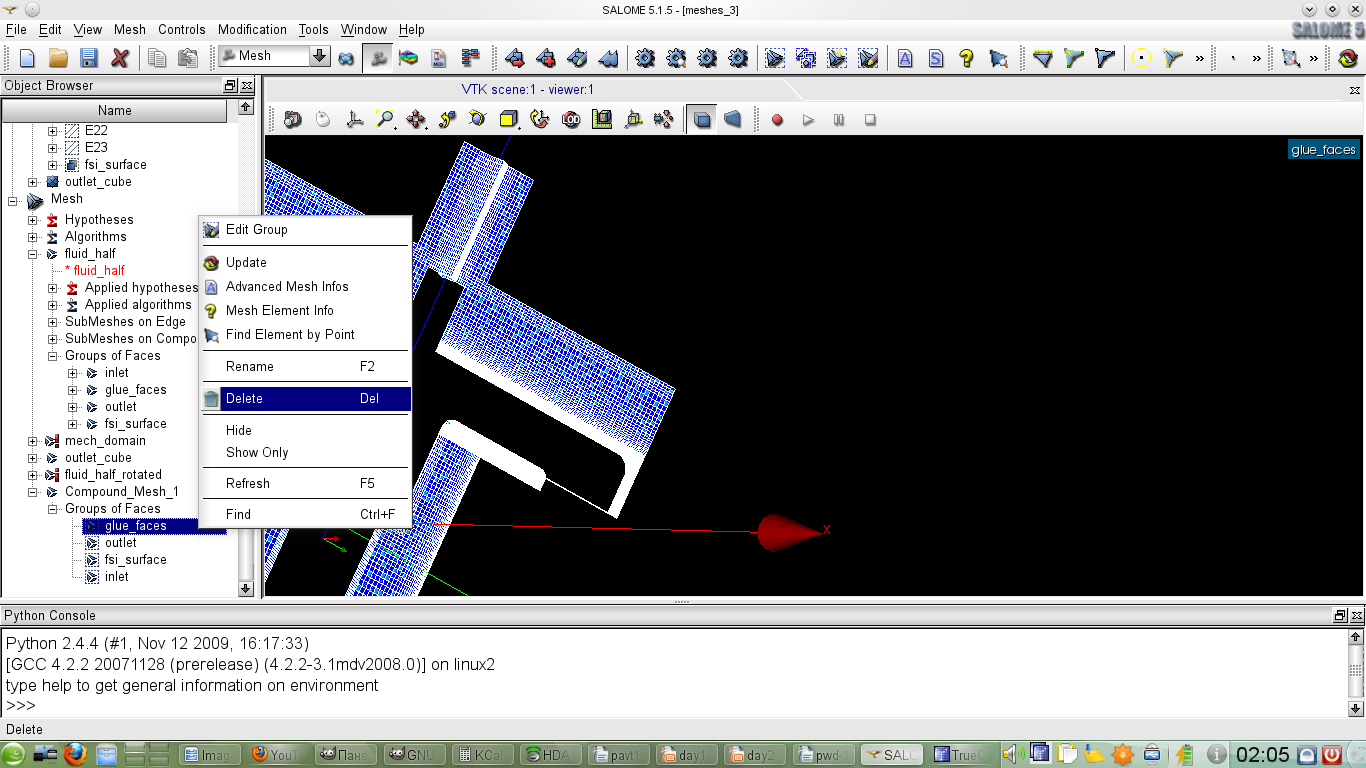 SALOME 5.1.5 - [meshes_3]
File Edit View Mesh Controls Modification Tools Window Help
SALOME 5
Mesh
Object Browser
VTK scene:1 - viewer:1
Name
E22
E23
fsi_surface
outlet_cube
Mesh
Hypotheses
Algorithms
fluid_half
* fluid_half
Applied hypotheses
Applied algorithms
SubMeshes on Edge
SubMeshes on Compo
Groups of Faces
inlet
glue_faces
outlet
fsi_surface
mech_domain
outlet_cube
fluid_half_rotated
Compound_Mesh_1
Groups of Faces
glue_faces
outlet
fsi_surface
inlet
Edit Group
Update
Advanced Mesh Infos
Mesh Element Info
Find Element by Point
Rename F2
Delete Del
Hide
Show Only
Refresh F5
Find Ctrl+F
glue_faces
X
Python Console
Python 2.4.4 (#1, Nov 12 2009, 16:17:33)
[GCC 4.2.2 20071128 (prerelease) (4.2.2-3.1mdv2008.0)] on linux2
type help to get general information on environment
>>>
Delete
Imag YouT Пане GNU KCal HDA pavt1 day1 day2 pwd-1 SALO TrueC 02:05